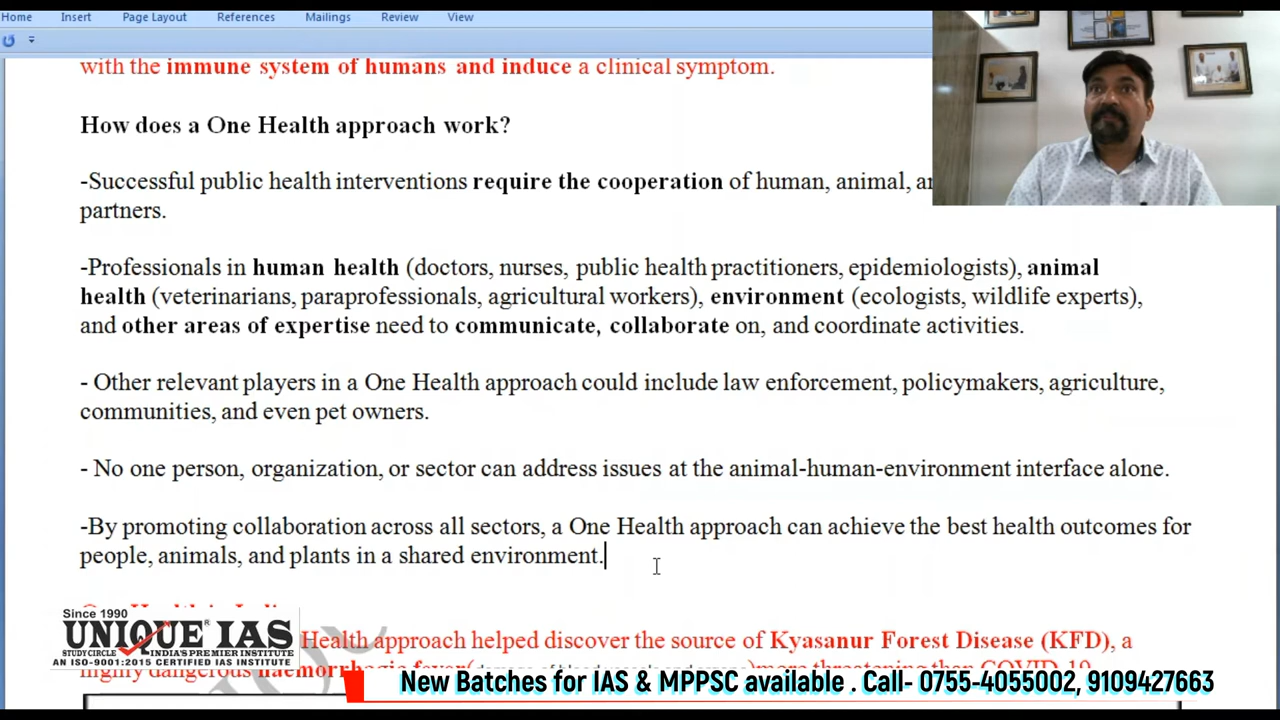 Home Insert Page Layout References Mailings Review View
with the immune system of humans and induce a clinical symptom.
How does a One Health approach work?
-Successful public health interventions require the cooperation of human, animal,
partners.
-Professionals in human health (doctors, nurses, public health practitioners, epidemiologists), animal
health (veterinarians, paraprofessionals, agricultural workers), environment (ecologists, wildlife experts),
and other areas of expertise need to communicate, collaborate on, and coordinate activities.
- Other relevant players in a One Health approach could include law enforcement, policymakers, agriculture,
communities, and even pet owners.
- No one person, organization, or sector can address issues at the animal-human-environment interface alone.
-By promoting collaboration across all sectors, a One Health approach can achieve the best health outcomes for
people, animals, and plants in a shared environment.
Since 1990
UNIQUE IAS
STUDY CIRCLE INDIA'S PREMIER INSTITUTE
AN ISO-9001:2015 CERTIFIED IAS INSTITUTE
Health approach helped discover the source of Kyasanur Forest Disease (KFD), a
more threatening than COVID-19
New Batches for IAS & MPPSC available . Call- 0755-4055002, 9109427663